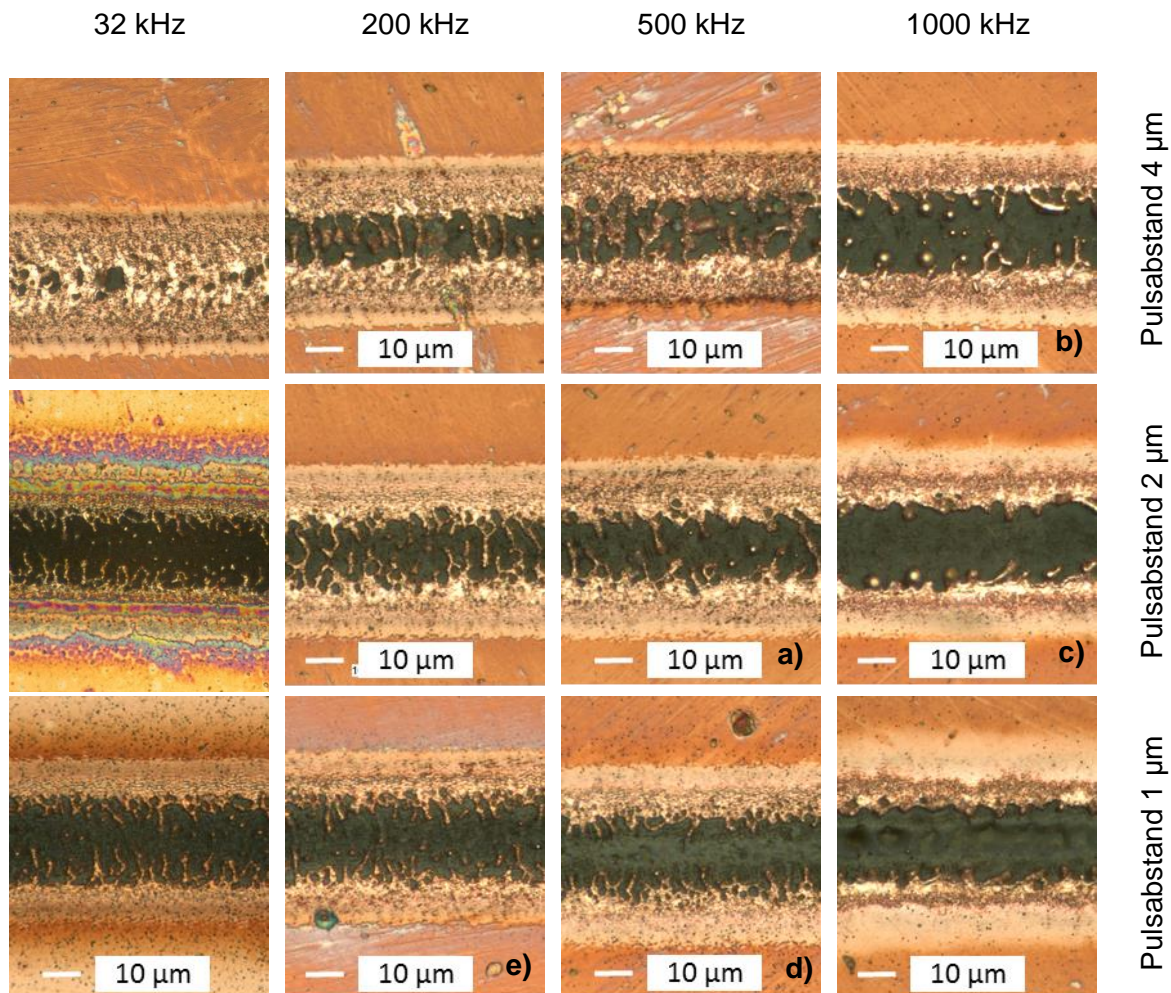 32 kHz
200 kHz
500 kHz
1000 kHz
10 µm
10 µm
10 µm
b)
Pulsabstand 4 µm
1
10 µm
10 µm
a)
10 µm
c)
Pulsabstand 2 µm
10 µm
10 µm
e)
10 µm
d)
10 µm
Pulsabstand 1 µm